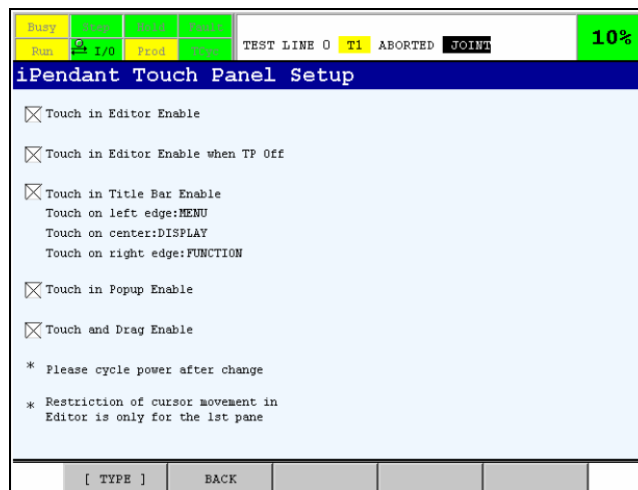 Busy Step Hold Fault
Run I/O Prod TCyc
TEST LINE 0 T1 ABORTED JOINT
10%
iPendant Touch Panel Setup
Touch in Editor Enable
Touch in Editor Enable when TP Off
Touch in Title Bar Enable
Touch on left edge:MENU
Touch on center:DISPLAY
Touch on right edge:FUNCTION
Touch in Popup Enable
Touch and Drag Enable
* Please cycle power after change
* Restriction of cursor movement in
Editor is only for the 1st pane
[ TYPE ] BACK